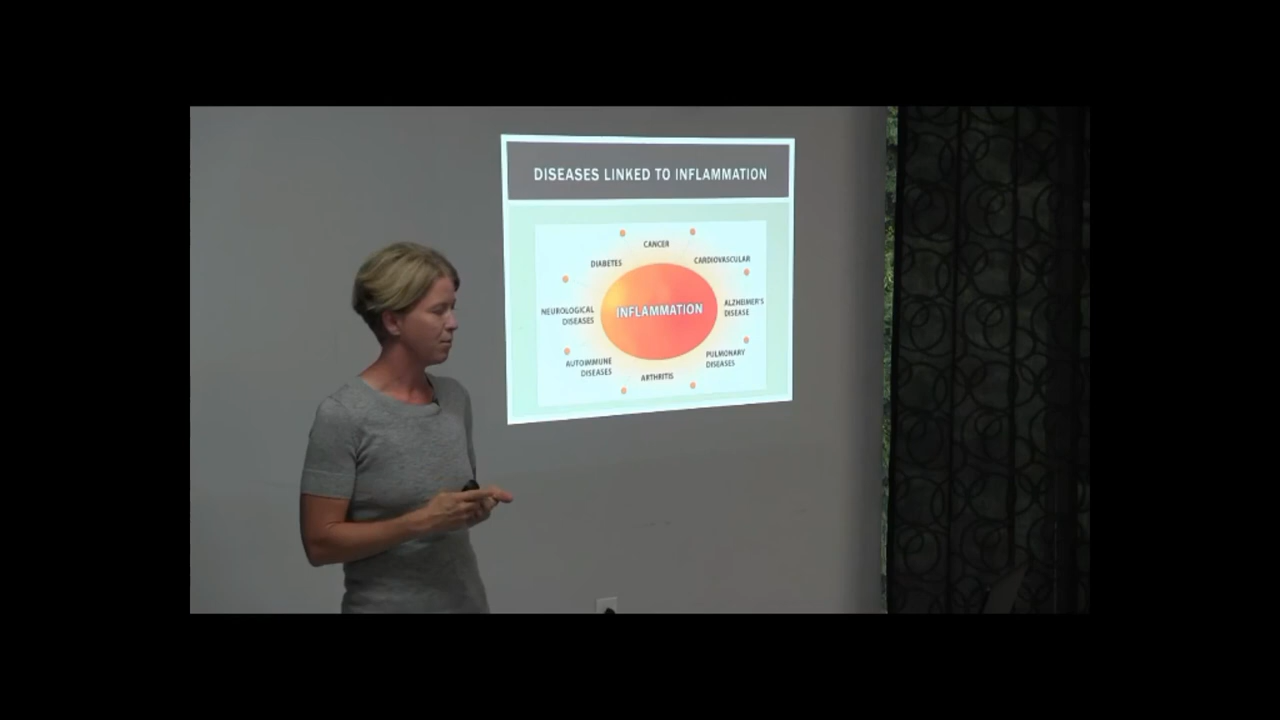 DISEASES LINKED TO INFLAMMATION
CANCER
DIABETES
CARDIOVASCULAR
NEUROLOGICAL
DISEASES
INFLAMMATION
ALZHEIMER'S
DISEASE
AUTOIMMUNE
DISEASES
ARTHRITIS
PULMONARY
DISEASES